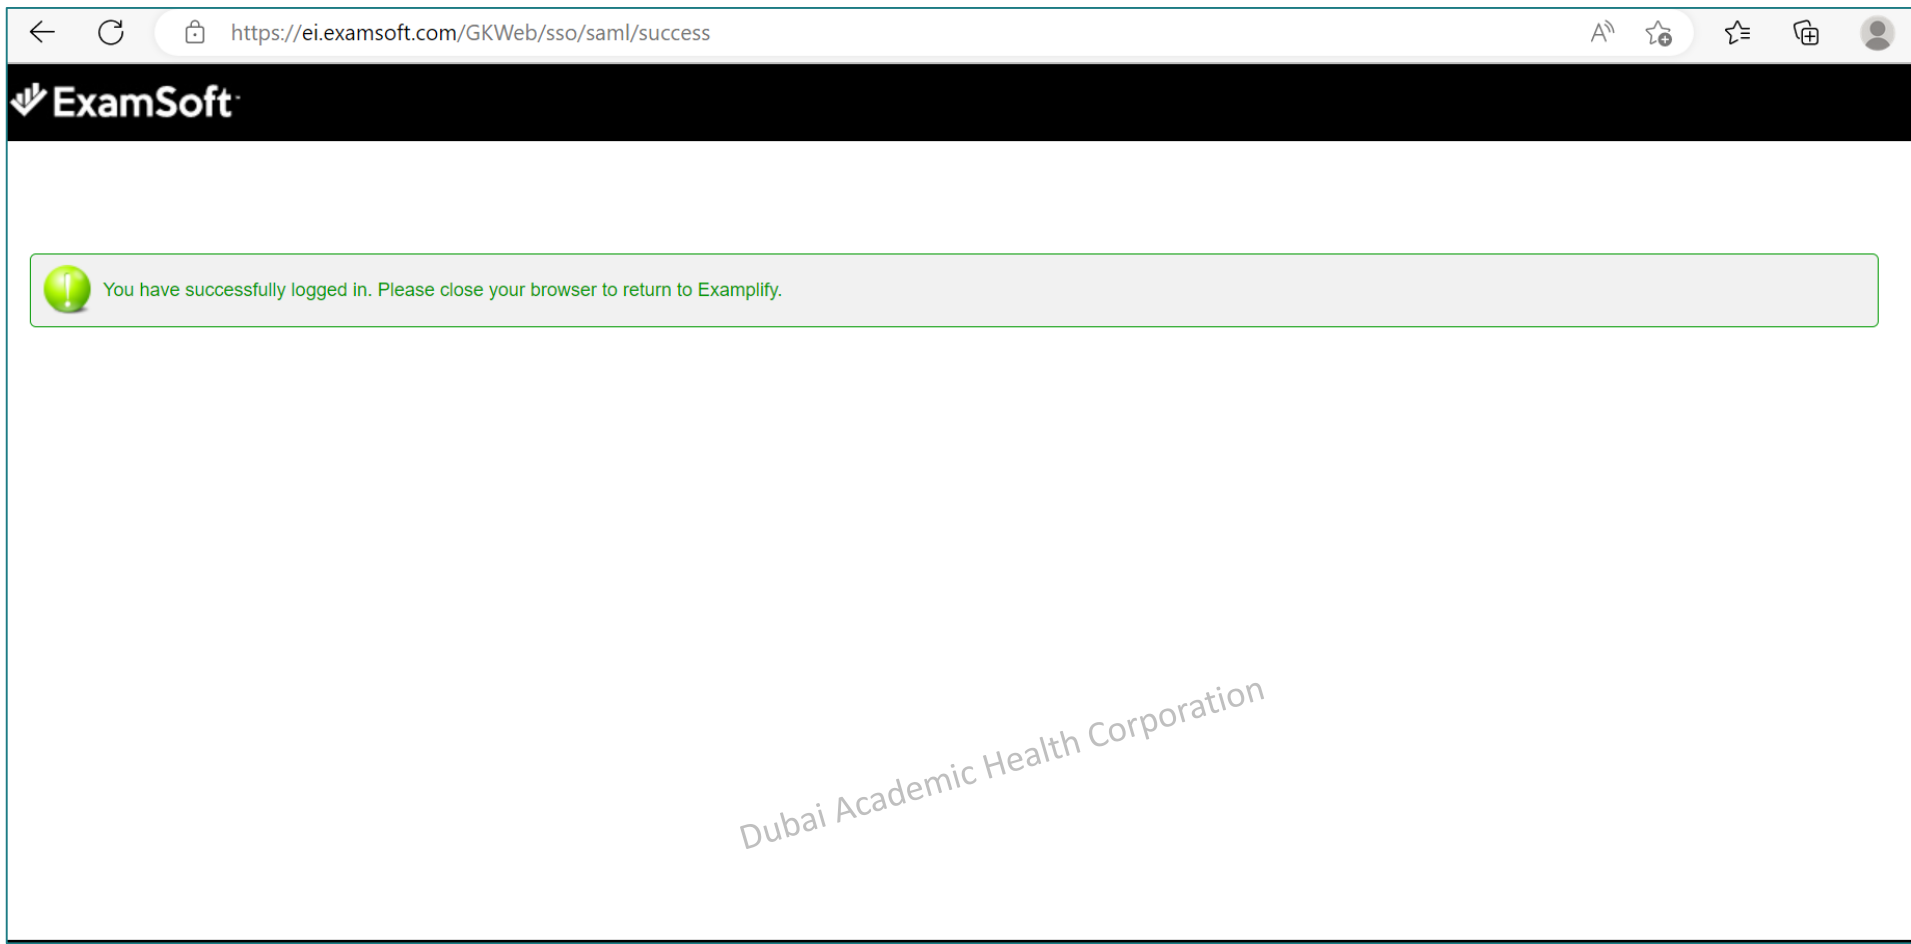 https://ei.examsoft.com/GKWeb/sso/saml/success
ExamSoft
You have successfully logged in. Please close your browser to return to Examplify.
Dubai Academic Health Corporation